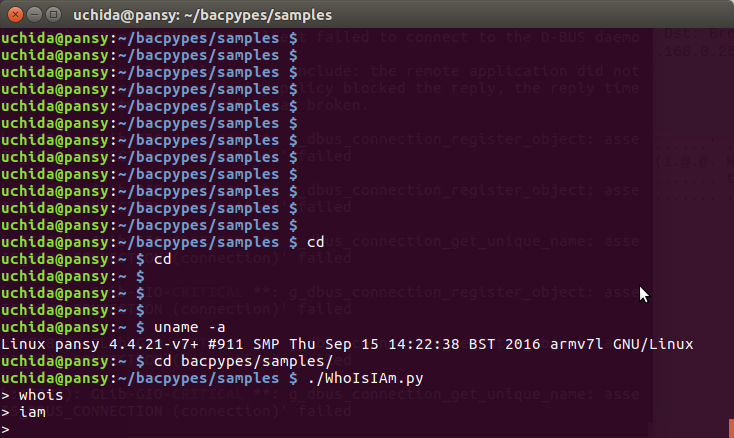 uchida@pansy: ~/bacpypes/samples
uchida@pansy:~/bacpypes/samples $
uchida@pansy:~/bacpypes/samples $
uchida@pansy:~/bacpypes/samples $
uchida@pansy:~/bacpypes/samples $
uchida@pansy:~/bacpypes/samples $
uchida@pansy:~/bacpypes/samples $
uchida@pansy:~/bacpypes/samples $
uchida@pansy:~/bacpypes/samples $
uchida@pansy:~/bacpypes/samples $
uchida@pansy:~/bacpypes/samples $
uchida@pansy:~/bacpypes/samples $
uchida@pansy:~/bacpypes/samples $
uchida@pansy:~/bacpypes/samples $ cd
uchida@pansy:~ $ cd
uchida@pansy:~ $
uchida@pansy:~ $
uchida@pansy:~ $
uchida@pansy:~ $ uname -a
Linux pansy 4.4.21-v7+ #911 SMP Thu Sep 15 14:22:38 BST 2016 armv7l GNU/Linux
uchida@pansy:~ $ cd bacpypes/samples/
uchida@pansy:~/bacpypes/samples $ ./WhoIsIAm.py
> whois
> iam
>